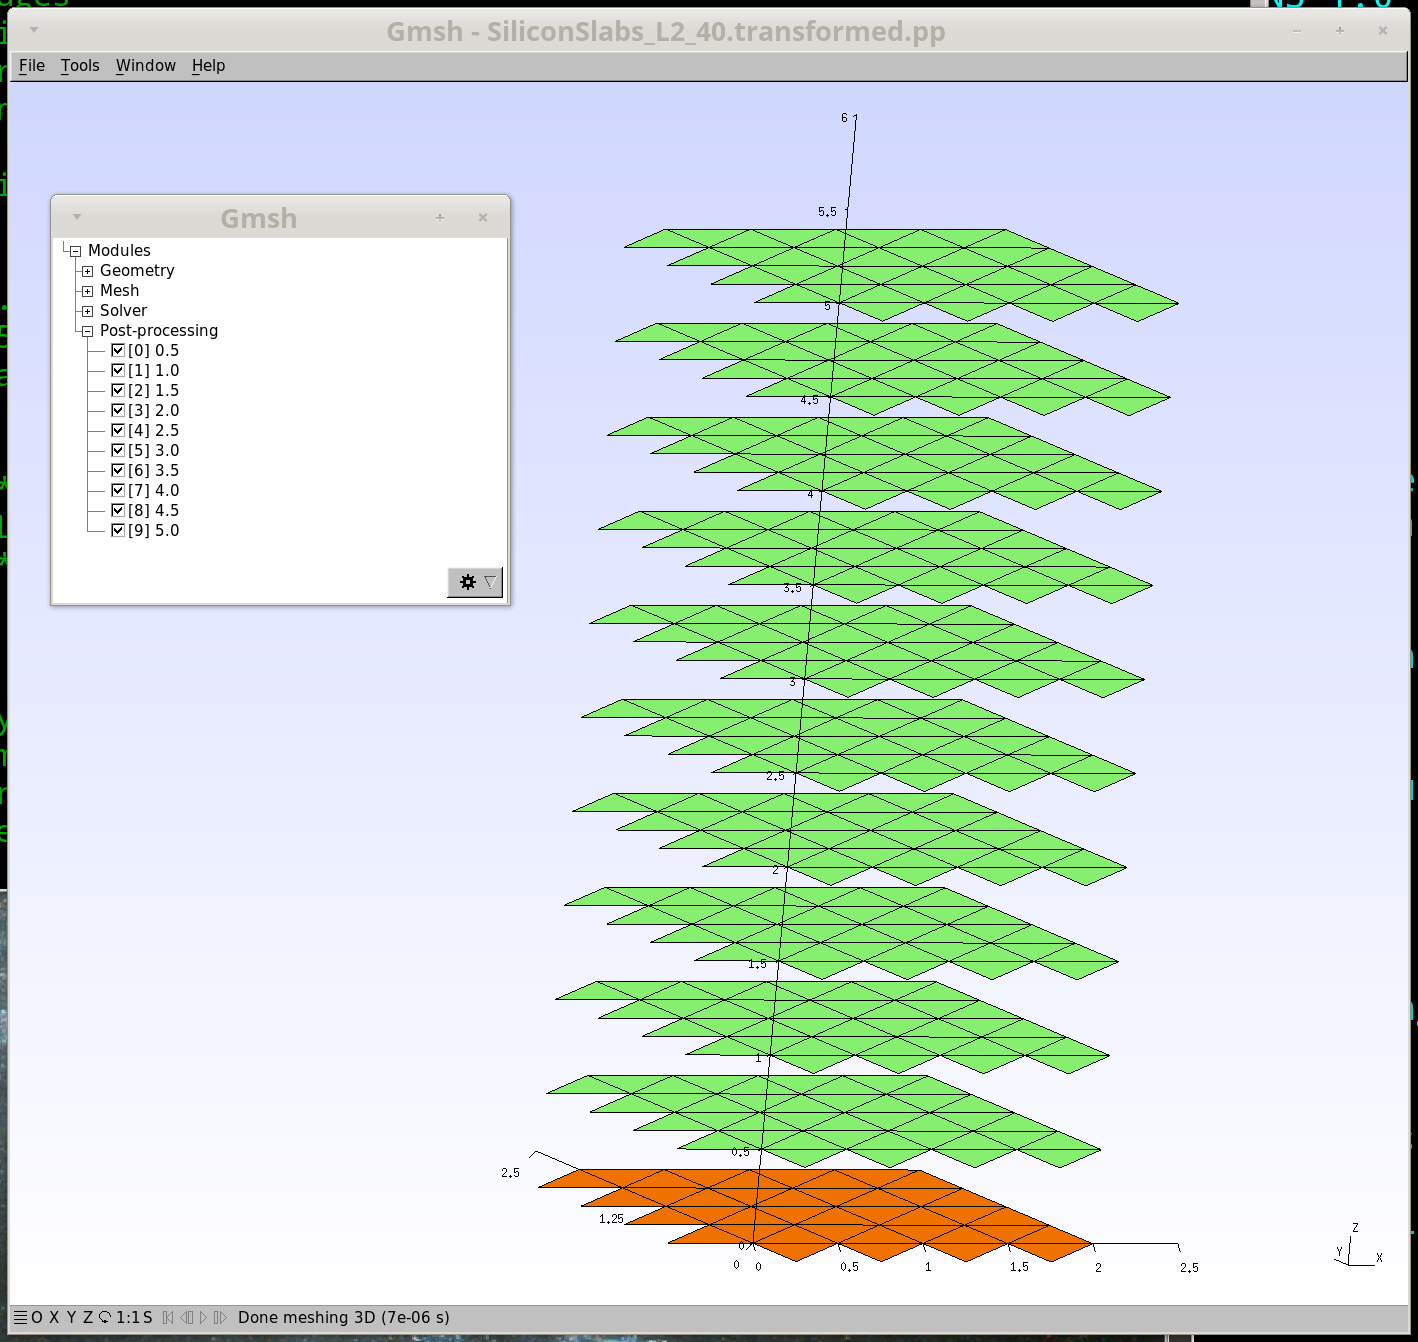 Gmsh - SiliconSlabs_L2_40.transformed.pp
File Tools Window Help
Gmsh
Modules
Geometry
Mesh
Solver
Post-processing
[0] 0.5
[1] 1.0
[2] 1.5
[3] 2.0
[4] 2.5
[5] 3.0
[6] 3.5
[7] 4.0
[8] 4.5
[9] 5.0
6
5.5
5
4.5
4
3.5
3
2.5
2
1.5
1
0.5
0
2.5
1.25
0
0 0.5 1 1.5 2 2.5
Z
Y
X
O X Y Z 1:1 S Done meshing 3D (7e-06 s)